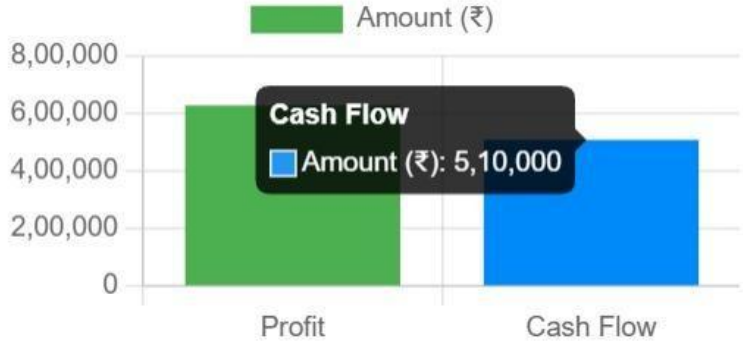 Amount (₹)
8,00,000
6,00,000
4,00,000
2,00,000
0
Cash Flow
Amount (₹): 5,10,000
Profit
Cash Flow